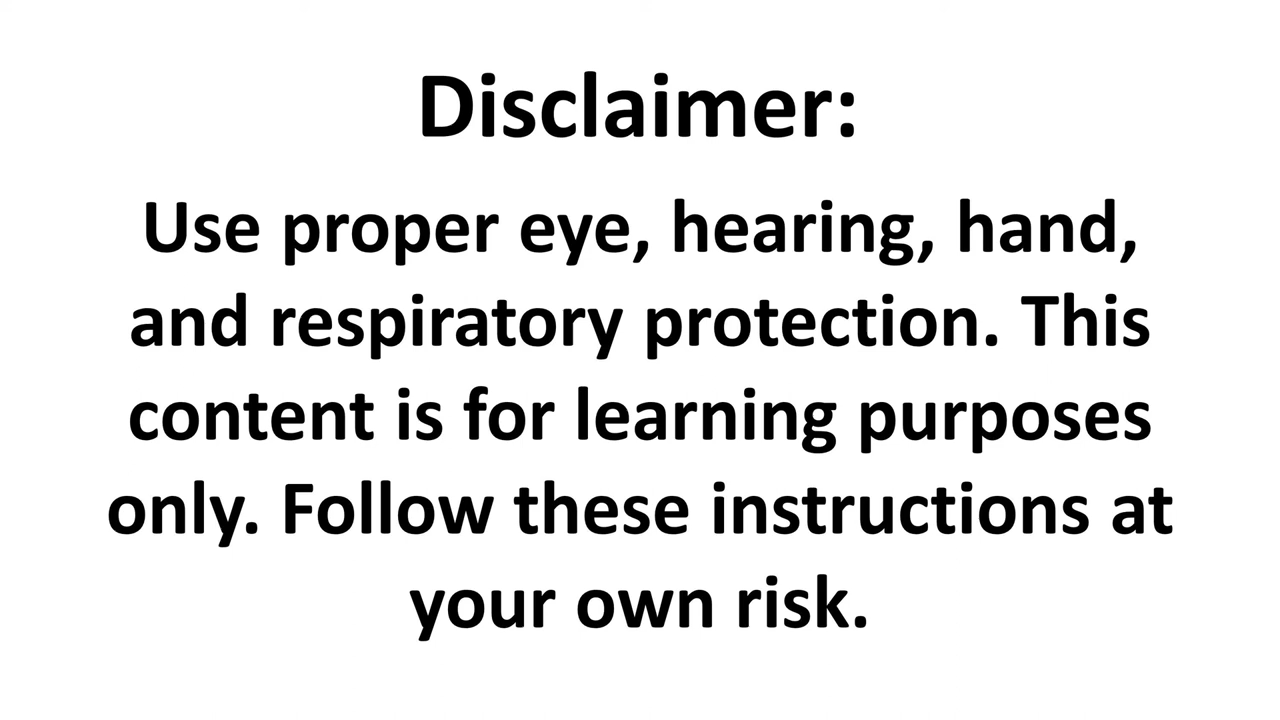 Disclaimer:
Use proper eye, hearing, hand,
and respiratory protection. This
content is for learning purposes
only. Follow these instructions at
your own risk.